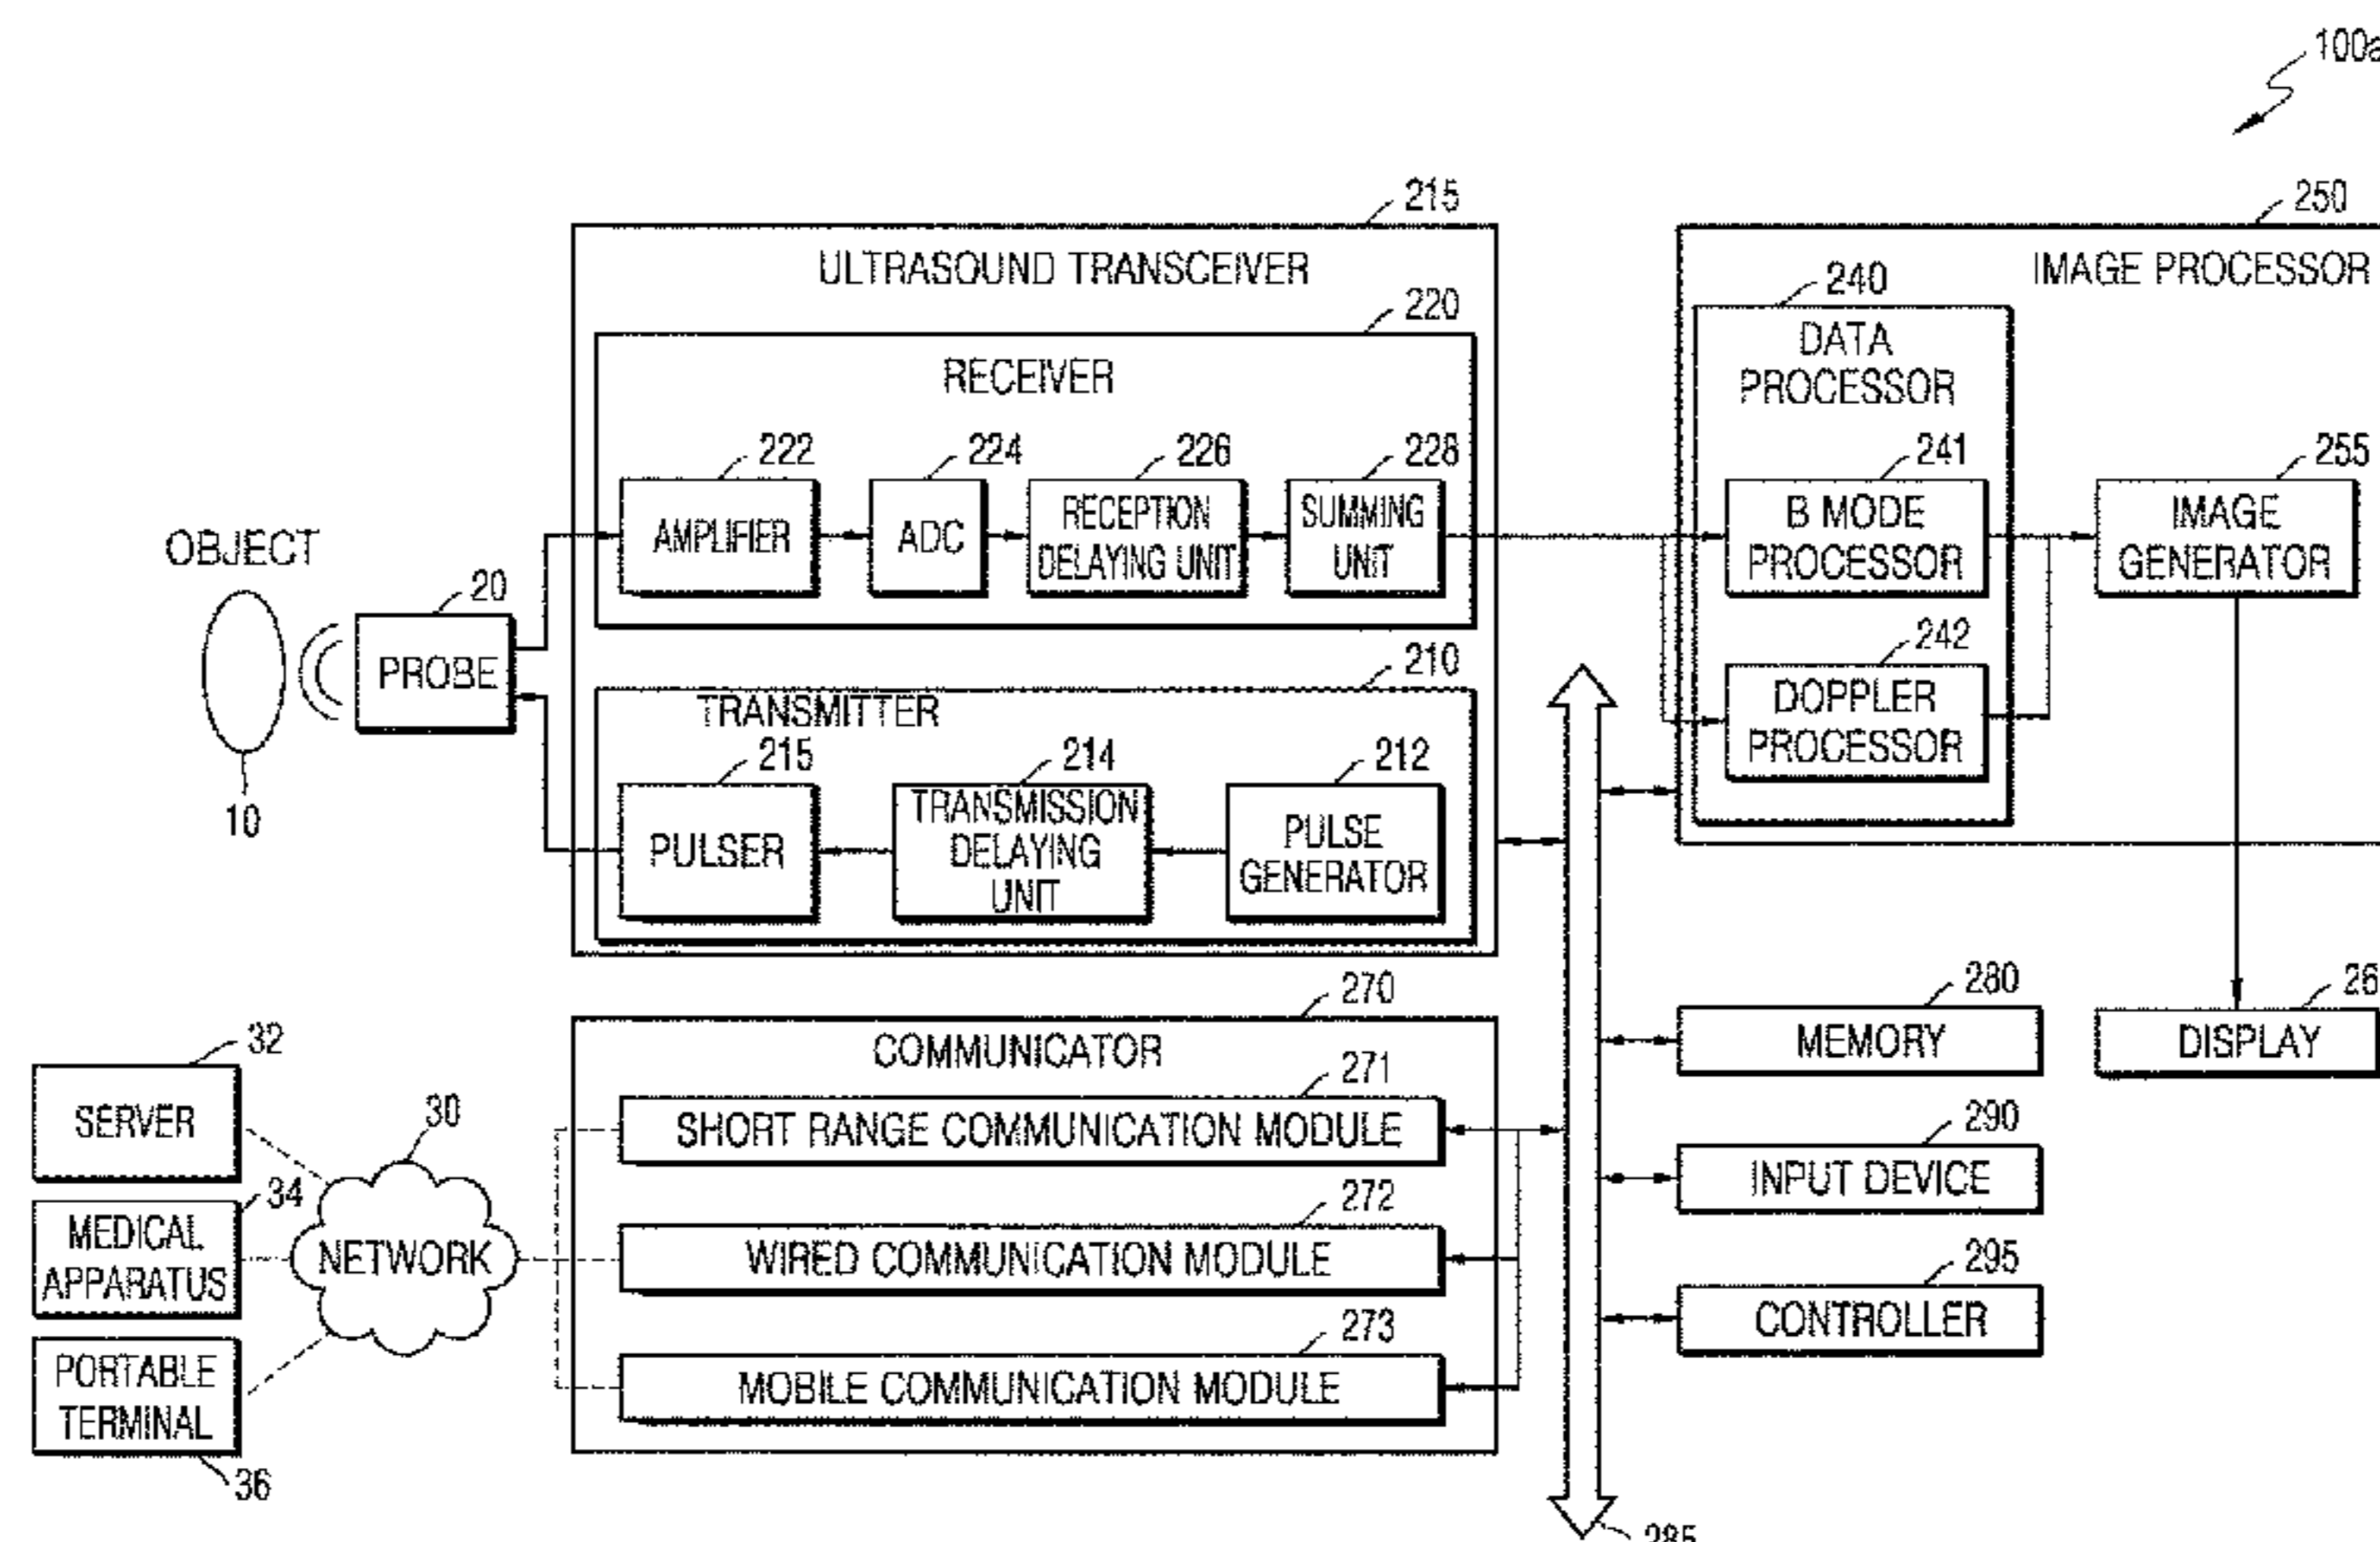 100a
215
250
ULTRASOUND TRANSCEIVER
IMAGE PROCESSOR
220
240
RECEIVER
DATA
PROCESSOR
222
224
226
228
241
255
AMPLIFIER
ADC
RECEPTION
DELAYING UNIT
SUMMING
UNIT
B MODE
PROCESSOR
IMAGE
GENERATOR
OBJECT
20
PROBE
10
210
242
TRANSMITTER
DOPPLER
PROCESSOR
215
214
212
PULSER
TRANSMISSION
DELAYING
UNIT
PULSE
GENERATOR
270
280
26
COMMUNICATOR
MEMORY
DISPLAY
32
SERVER
30
271
SHORT RANGE COMMUNICATION MODULE
290
INPUT DEVICE
34
MEDICAL
APPARATUS
NETWORK
272
WIRED COMMUNICATION MODULE
295
CONTROLLER
PORTABLE
TERMINAL
36
273
MOBILE COMMUNICATION MODULE
285